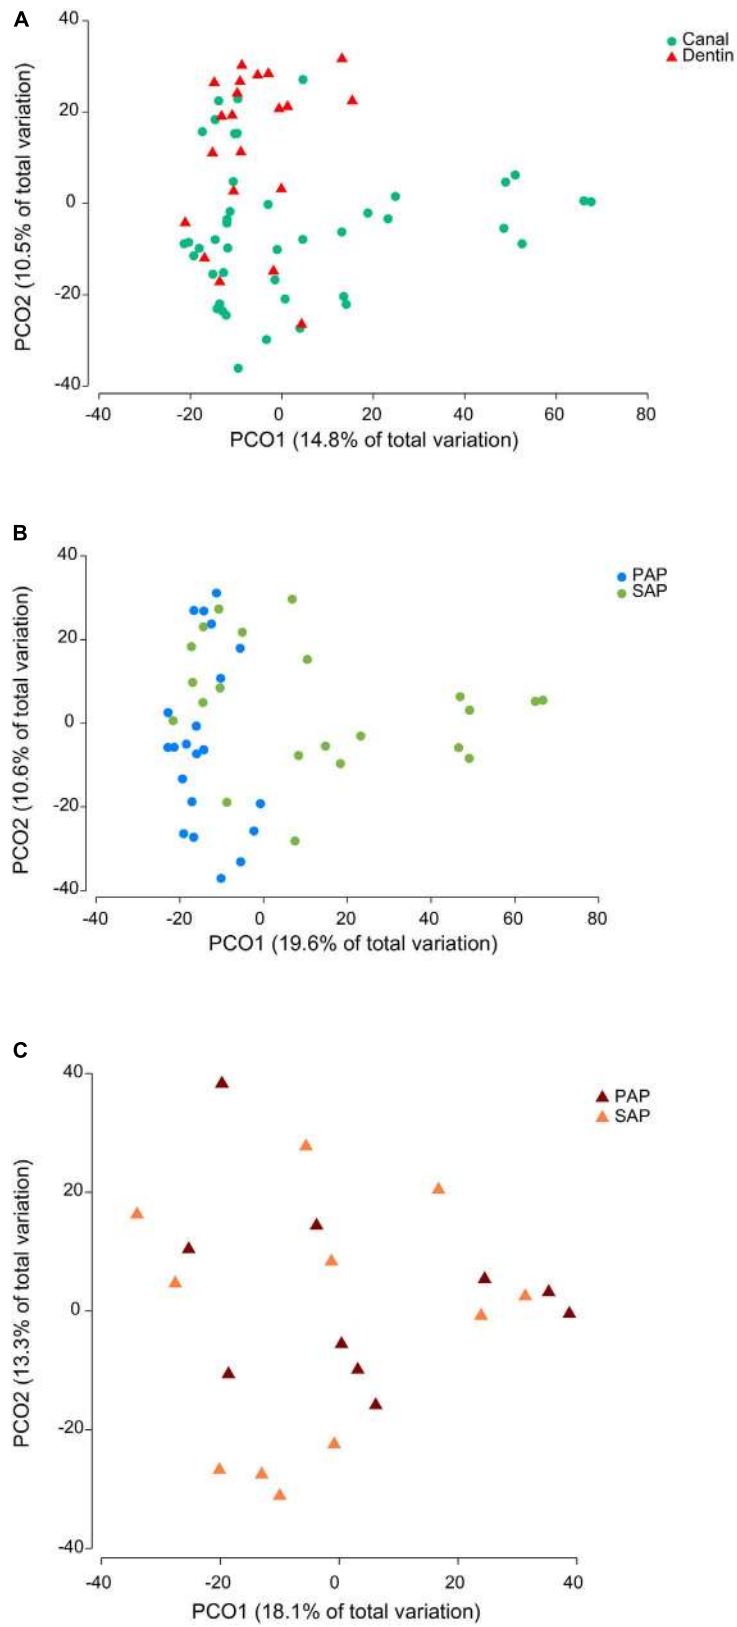 A
40
20
0
-20
-40
PCO2 (10.5% of total variation)
-40 -20 0 20 40 60 80
PCO1 (14.8% of total variation)
Canal
Dentin
B
40
20
0
-20
-40
PCO2 (10.6% of total variation)
-40 -20 0 20 40 60 80
PCO1 (19.6% of total variation)
PAP
SAP
C
40
20
0
-20
-40
PCO2 (13.3% of total variation)
-40 -20 0 20 40
PCO1 (18.1% of total variation)
PAP
SAP